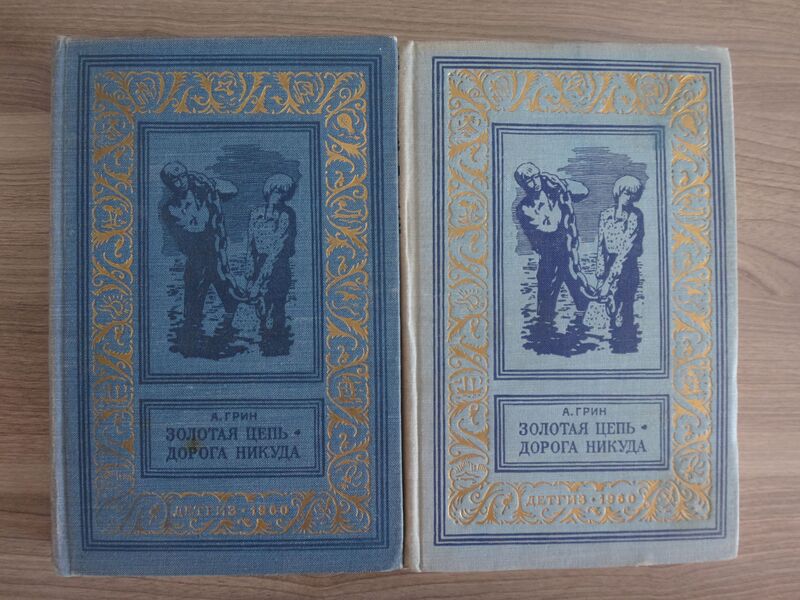 А. ГРИН
ЗОЛОТАЯ ЦЕПЬ •
ДОРОГА НИКУДА
ДЕТГИЗ • 1960
А. ГРИН
ЗОЛОТАЯ ЦЕПЬ •
ДОРОГА НИКУДА
ДЕТГИЗ • 1960